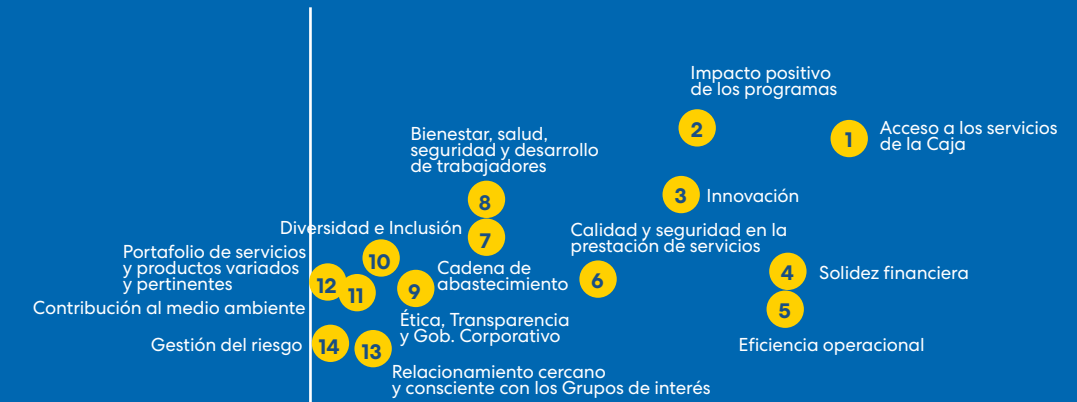 Impacto positivo
de los programas
2
1
Acceso a los servicios
de la Caja
Bienestar, salud,
seguridad y desarrollo
de trabajadores
8
3
Innovación
Diversidad e Inclusión
7
Calidad y seguridad en la
prestación de servicios
6
Portafolio de servicios
y productos variados
y pertinentes
10
12
11
9
Cadena de
abastecimiento
4
Solidez financiera
5
Contribución al medio ambiente
Ética, Transparencia
y Gob. Corporativo
Gestión del riesgo
14
13
Eficiencia operacional
Relacionamiento cercano
y consciente con los Grupos de interés